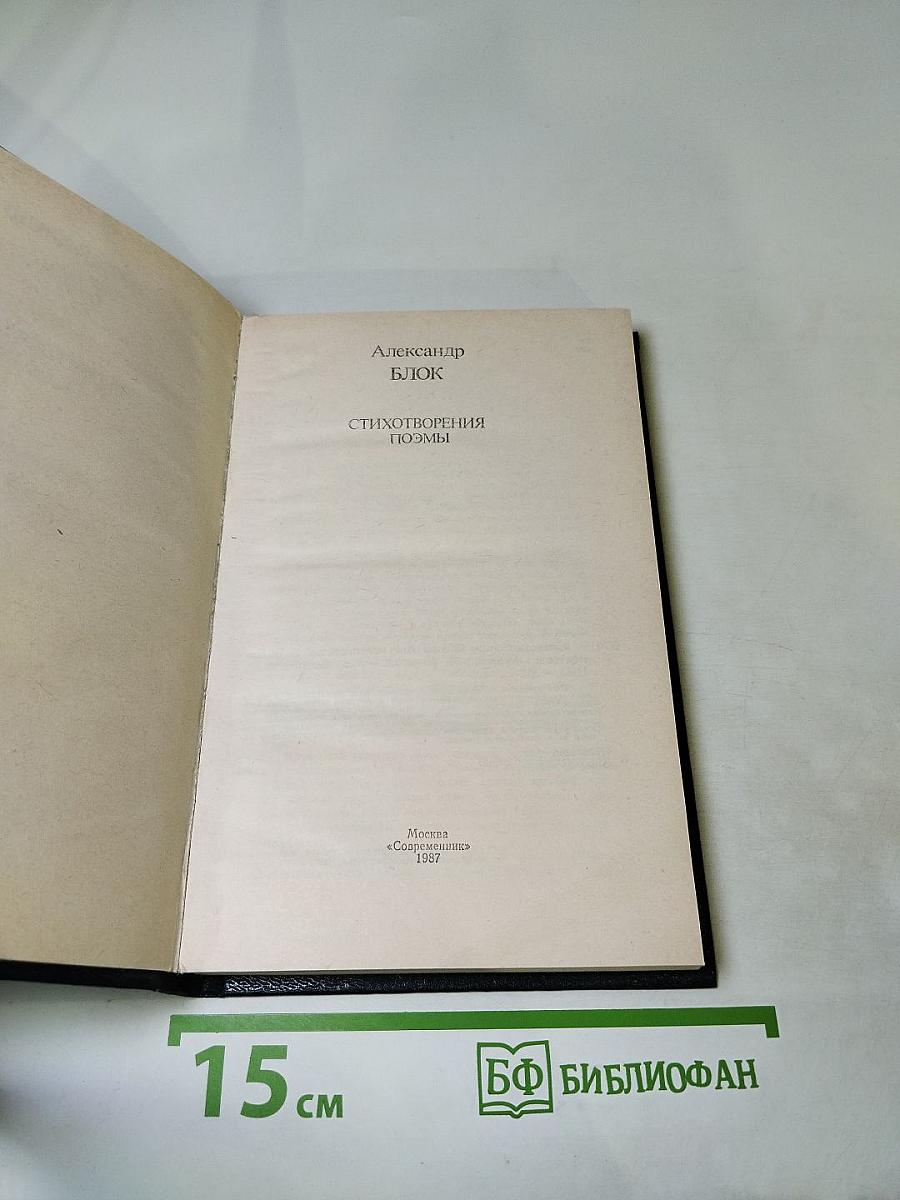 Александр
БЛОК
СТИХОТВОРЕНИЯ
ПОЭМЫ
Москва
«Современник»
1987
15 см
БФ БИБЛИОФАН